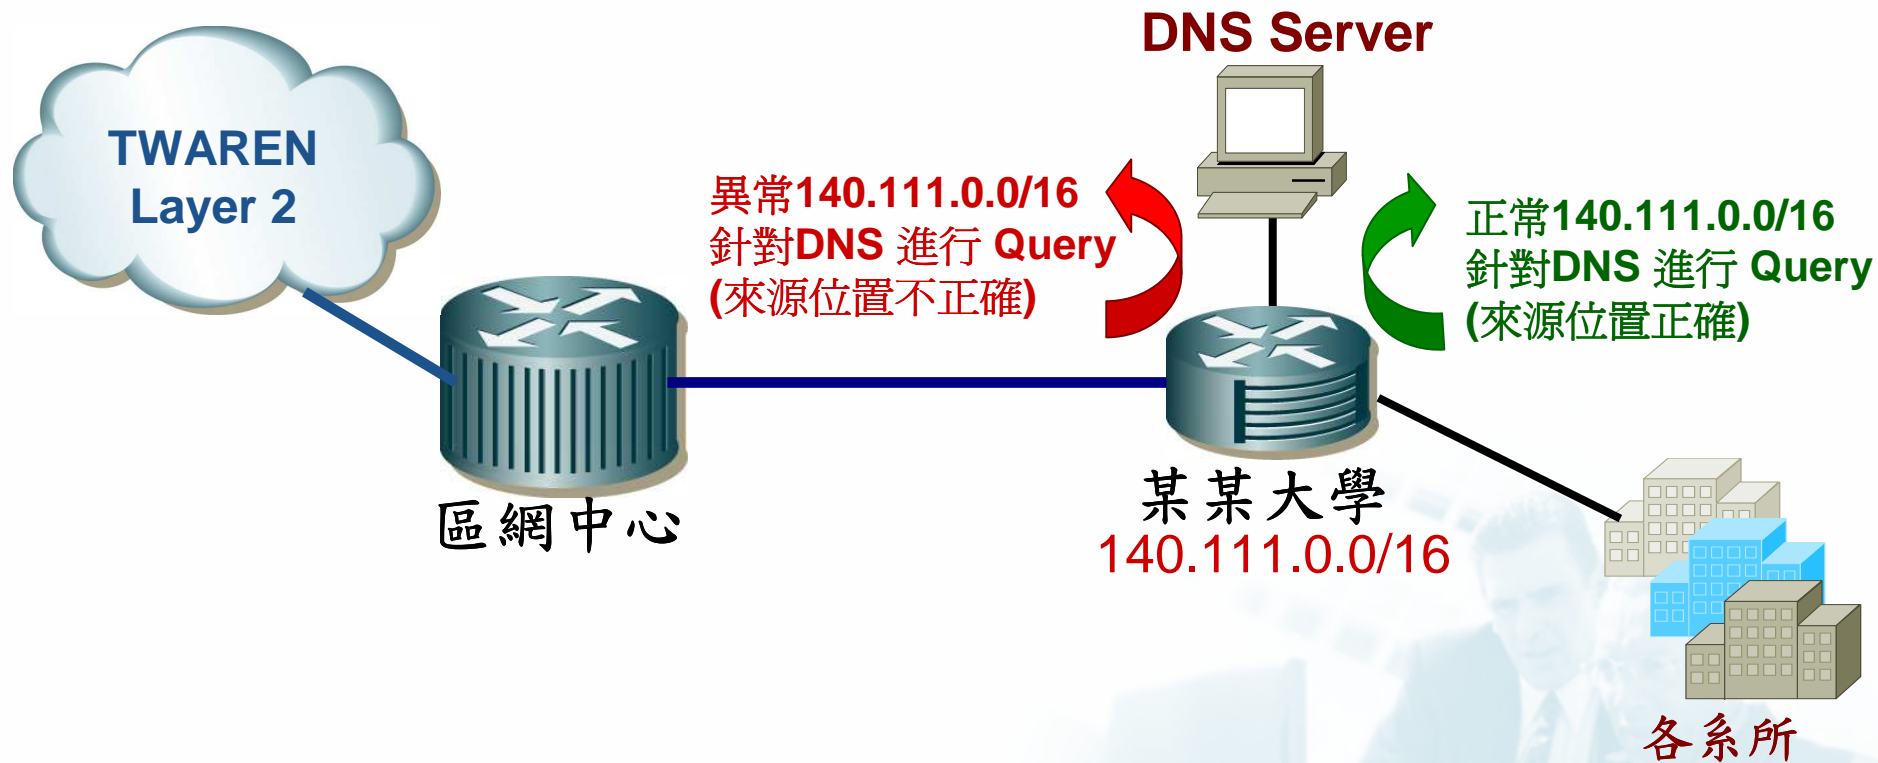 DNS Server
TWAREN
Layer 2
異常140.111.0.0/16
針對DNS 進行 Query
(來源位置不正確)
正常140.111.0.0/16
針對DNS 進行 Query
(來源位置正確)
區網中心
某某大學
140.111.0.0/16
各系所